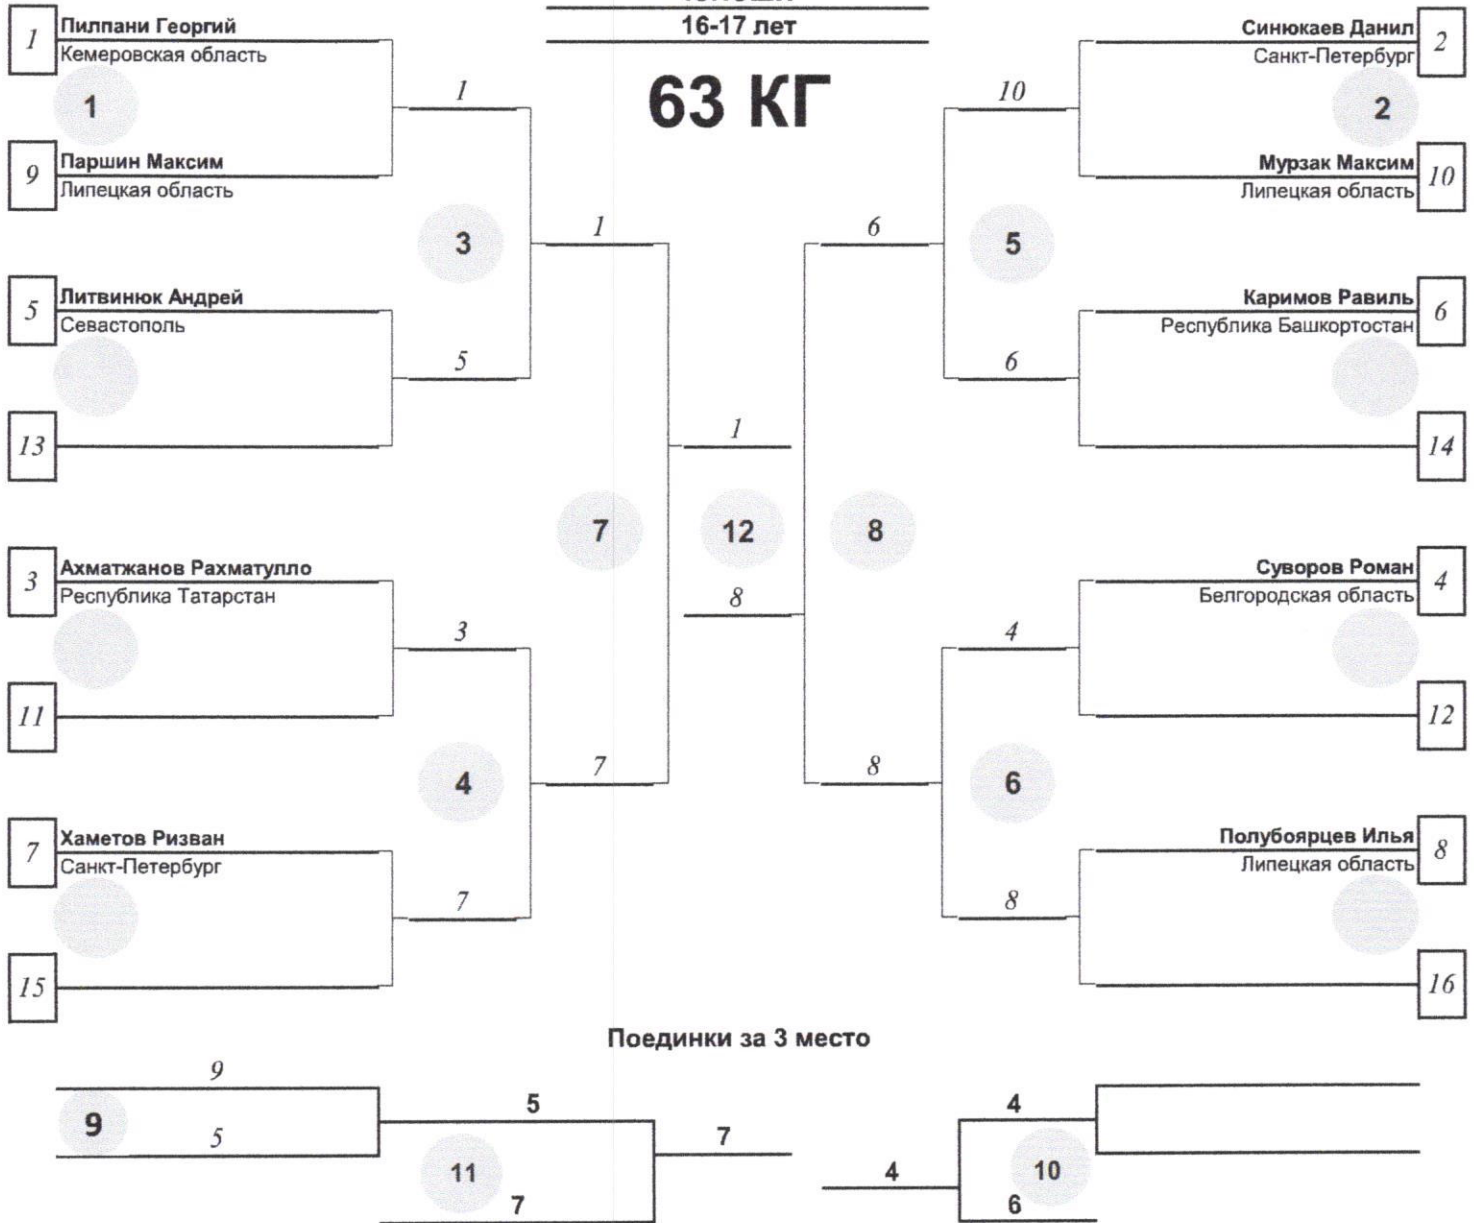 16-17 лет
63 КГ
1
Пилпани Георгий
Кемеровская область
1
9
Паршин Максим
Липецкая область
1
3
1
5
Литвинюк Андрей
Севастополь
5
13
3
Ахматжанов Рахматулло
Республика Татарстан
3
11
4
7
7
Хаметов Ризван
Санкт-Петербург
7
15
7
1
12
8
8
Синюкаев Данил
2
Санкт-Петербург
2
10
Мурзак Максим
10
Липецкая область
6
5
Каримов Равиль
6
Республика Башкортостан
6
14
Суворов Роман
4
Белгородская область
4
12
8
6
Полубоярцев Илья
8
Липецкая область
8
16
Поединки за 3 место
9
9
5
5
11
7
7
4
4
10
6